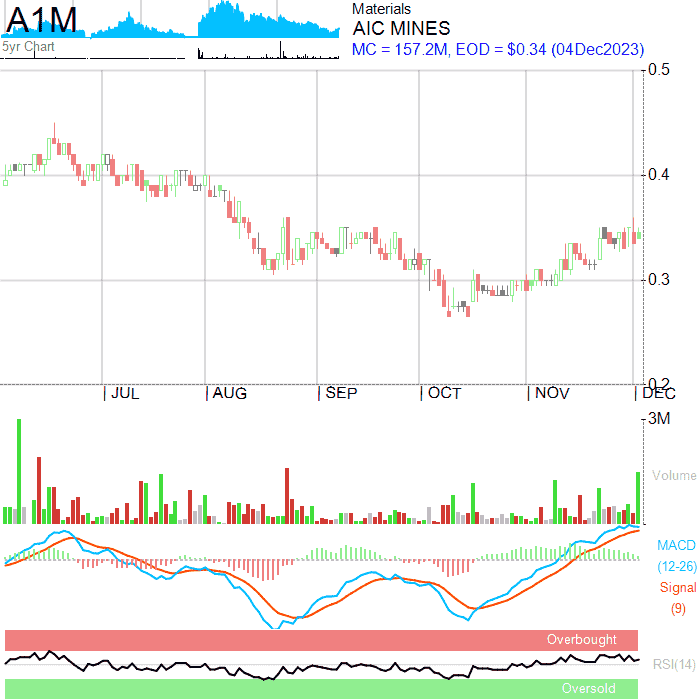 A1M
5yr Chart
Materials
AIC MINES
MC = 157.2M, EOD = $0.34 (04Dec2023)
0.5
0.4
0.3
0.2
JUL AUG SEP OCT NOV DEC
3M
Volume
MACD
(12-26)
Signal
(9)
Overbought
RSI(14)
Oversold